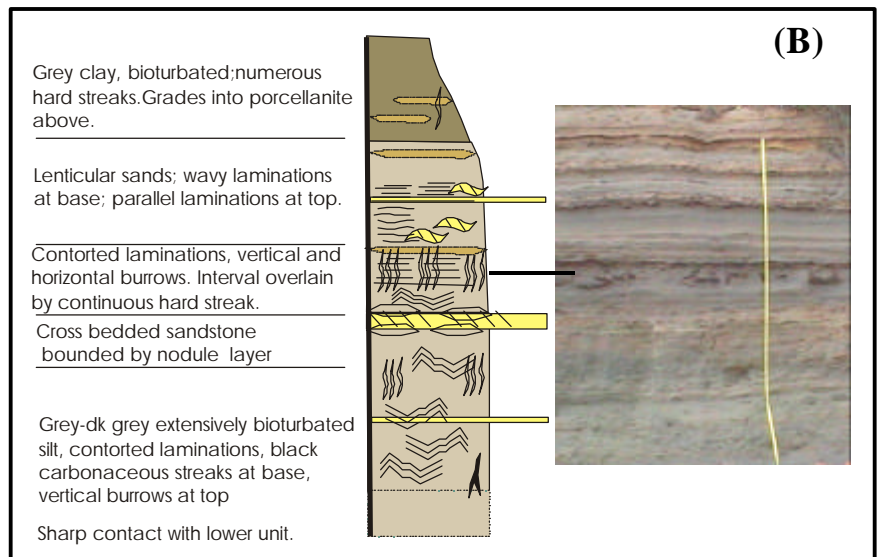 (B)
Grey clay, bioturbated;numerous
hard streaks.Grades into porcellanite
above.
Lenticular sands; wavy laminations
at base; parallel laminations at top.
Contorted laminations, vertical and
horizontal burrows. Interval overlain
by continuous hard streak.
Cross bedded sandstone
bounded by nodule layer
Grey-dk grey extensively bioturbated
silt, contorted laminations, black
carbonaceous streaks at base,
vertical burrows at top
Sharp contact with lower unit.